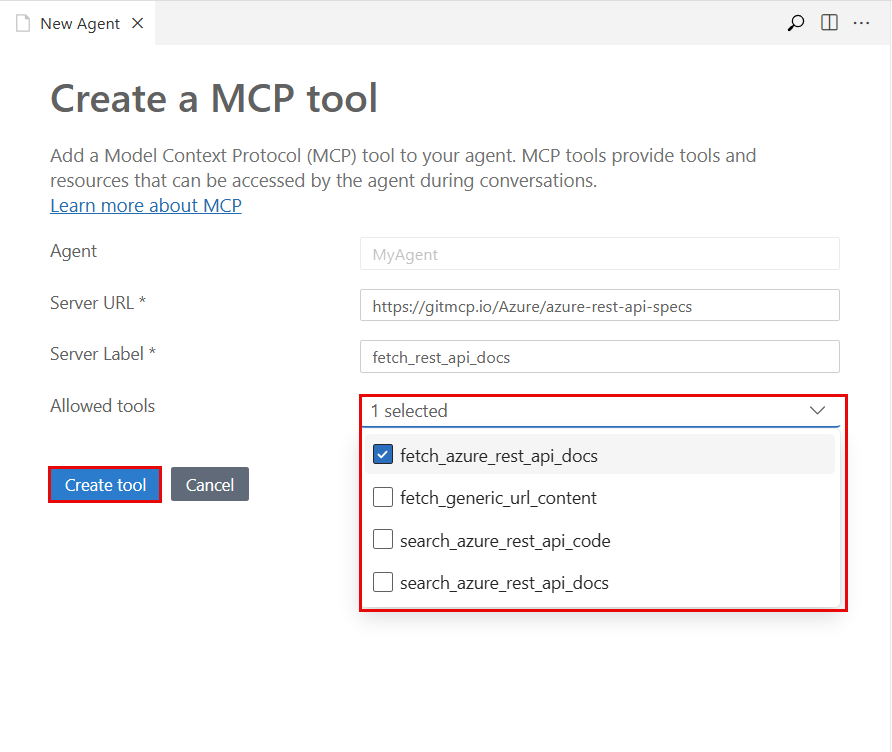 New Agent
Create a MCP tool
Add a Model Context Protocol (MCP) tool to your agent. MCP tools provide tools and
resources that can be accessed by the agent during conversations.
Learn more about MCP
Agent
MyAgent
Server URL *
https://gitmcp.io/Azure/azure-rest-api-specs
Server Label *
fetch_rest_api_docs
Allowed tools
1 selected
fetch_azure_rest_api_docs
fetch_generic_url_content
search_azure_rest_api_code
search_azure_rest_api_docs
Create tool
Cancel